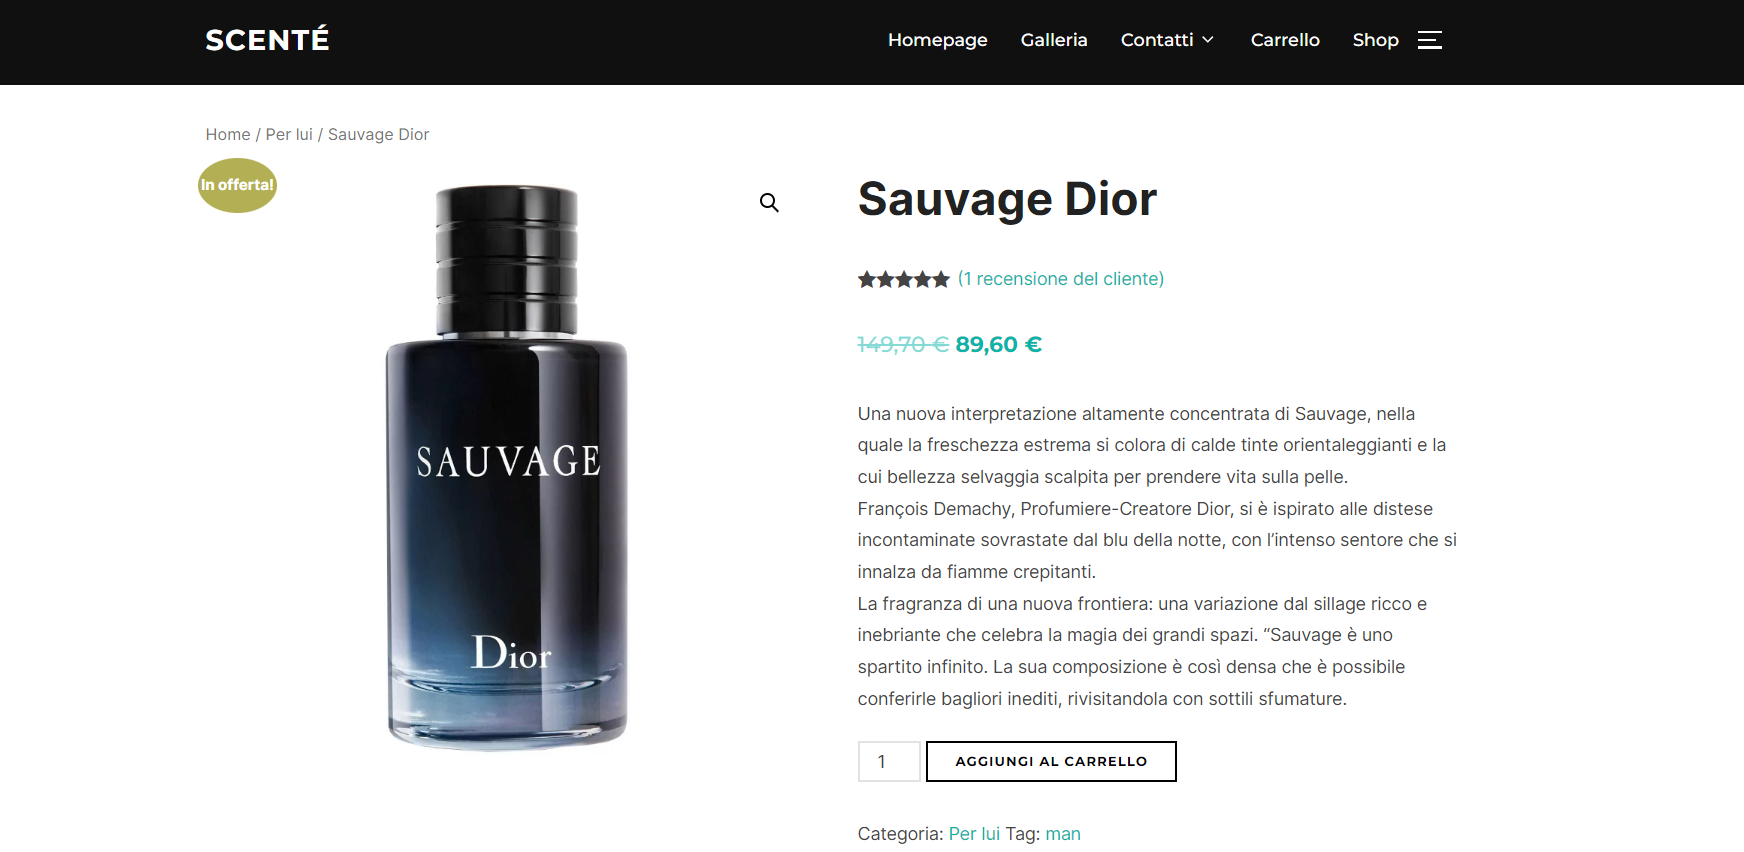 SCENTÉ
Homepage Galleria Contatti Carrello Shop
Home / Per lui / Sauvage Dior
In offerta!
SAUVAGE
Dior
Sauvage Dior
(1 recensione del cliente)
149,70 € 89,60 €
Una nuova interpretazione altamente concentrata di Sauvage, nella
quale la freschezza estrema si colora di calde tinte orientaleggianti e la
cui bellezza selvaggia scalpita per prendere vita sulla pelle.
François Demachy, Profumiere-Creatore Dior, si è ispirato alle distese
incontaminate sovrastate dal blu della notte, con l’intenso sentore che si
innalza da fiamme crepitanti.
La fragranza di una nuova frontiera: una variazione dal sillage ricco e
inebriante che celebra la magia dei grandi spazi. “Sauvage è uno
spartito infinito. La sua composizione è così densa che è possibile
conferirle bagliori inediti, rivisitandola con sottili sfumature.
1 AGGIUNGI AL CARRELLO
Categoria: Per lui Tag: man